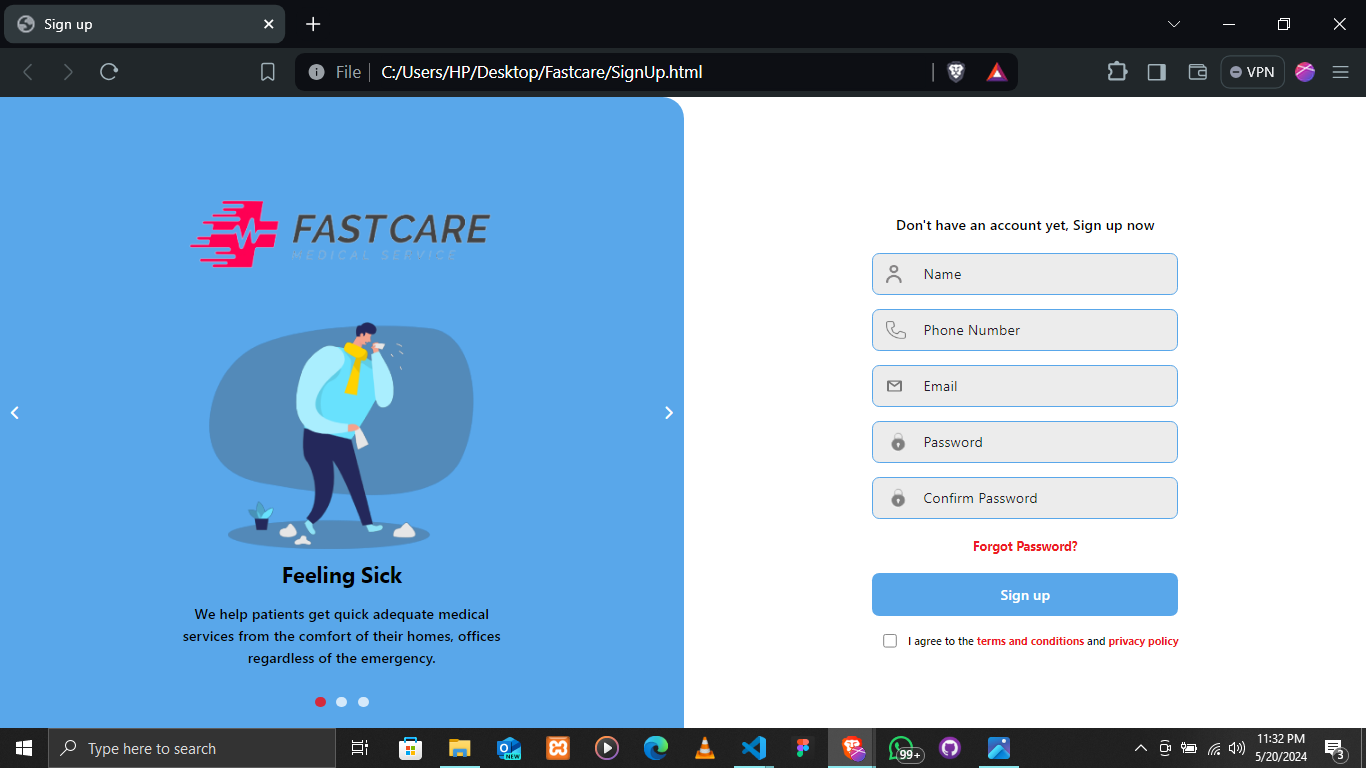 Sign up
File
C:/Users/HP/Desktop/Fastcare/SignUp.html
VPN
FASTCARE
MEDICAL SERVICE
Feeling Sick
We help patients get quick adequate medical
services from the comfort of their homes, offices
regardless of the emergency.
Don't have an account yet, Sign up now
Name
Phone Number
Email
Password
Confirm Password
Forgot Password?
Sign up
I agree to the terms and conditions and privacy policy
Type here to search
NEW
99+
11:32 PM
5/20/2024
3